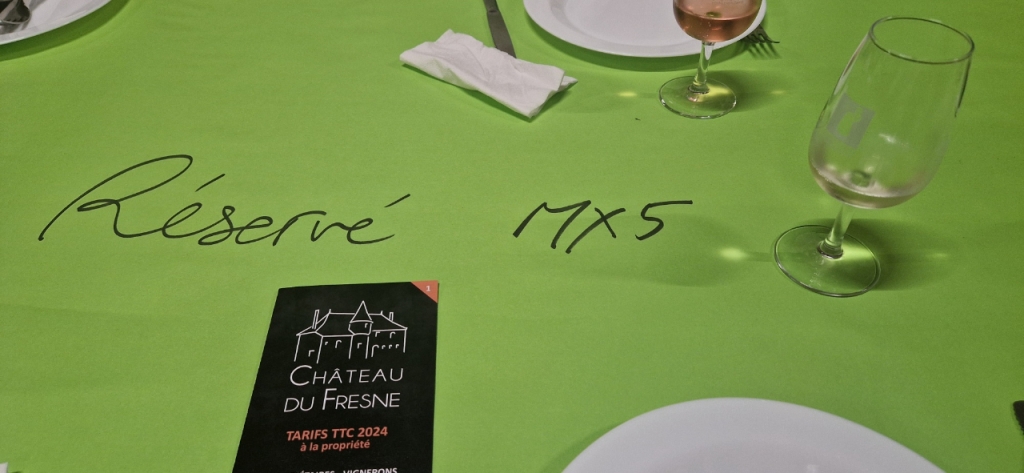 Réservé MX5
1
CHÂTEAU
DU FRESNE
TARIFS TTC 2024
à la propriété